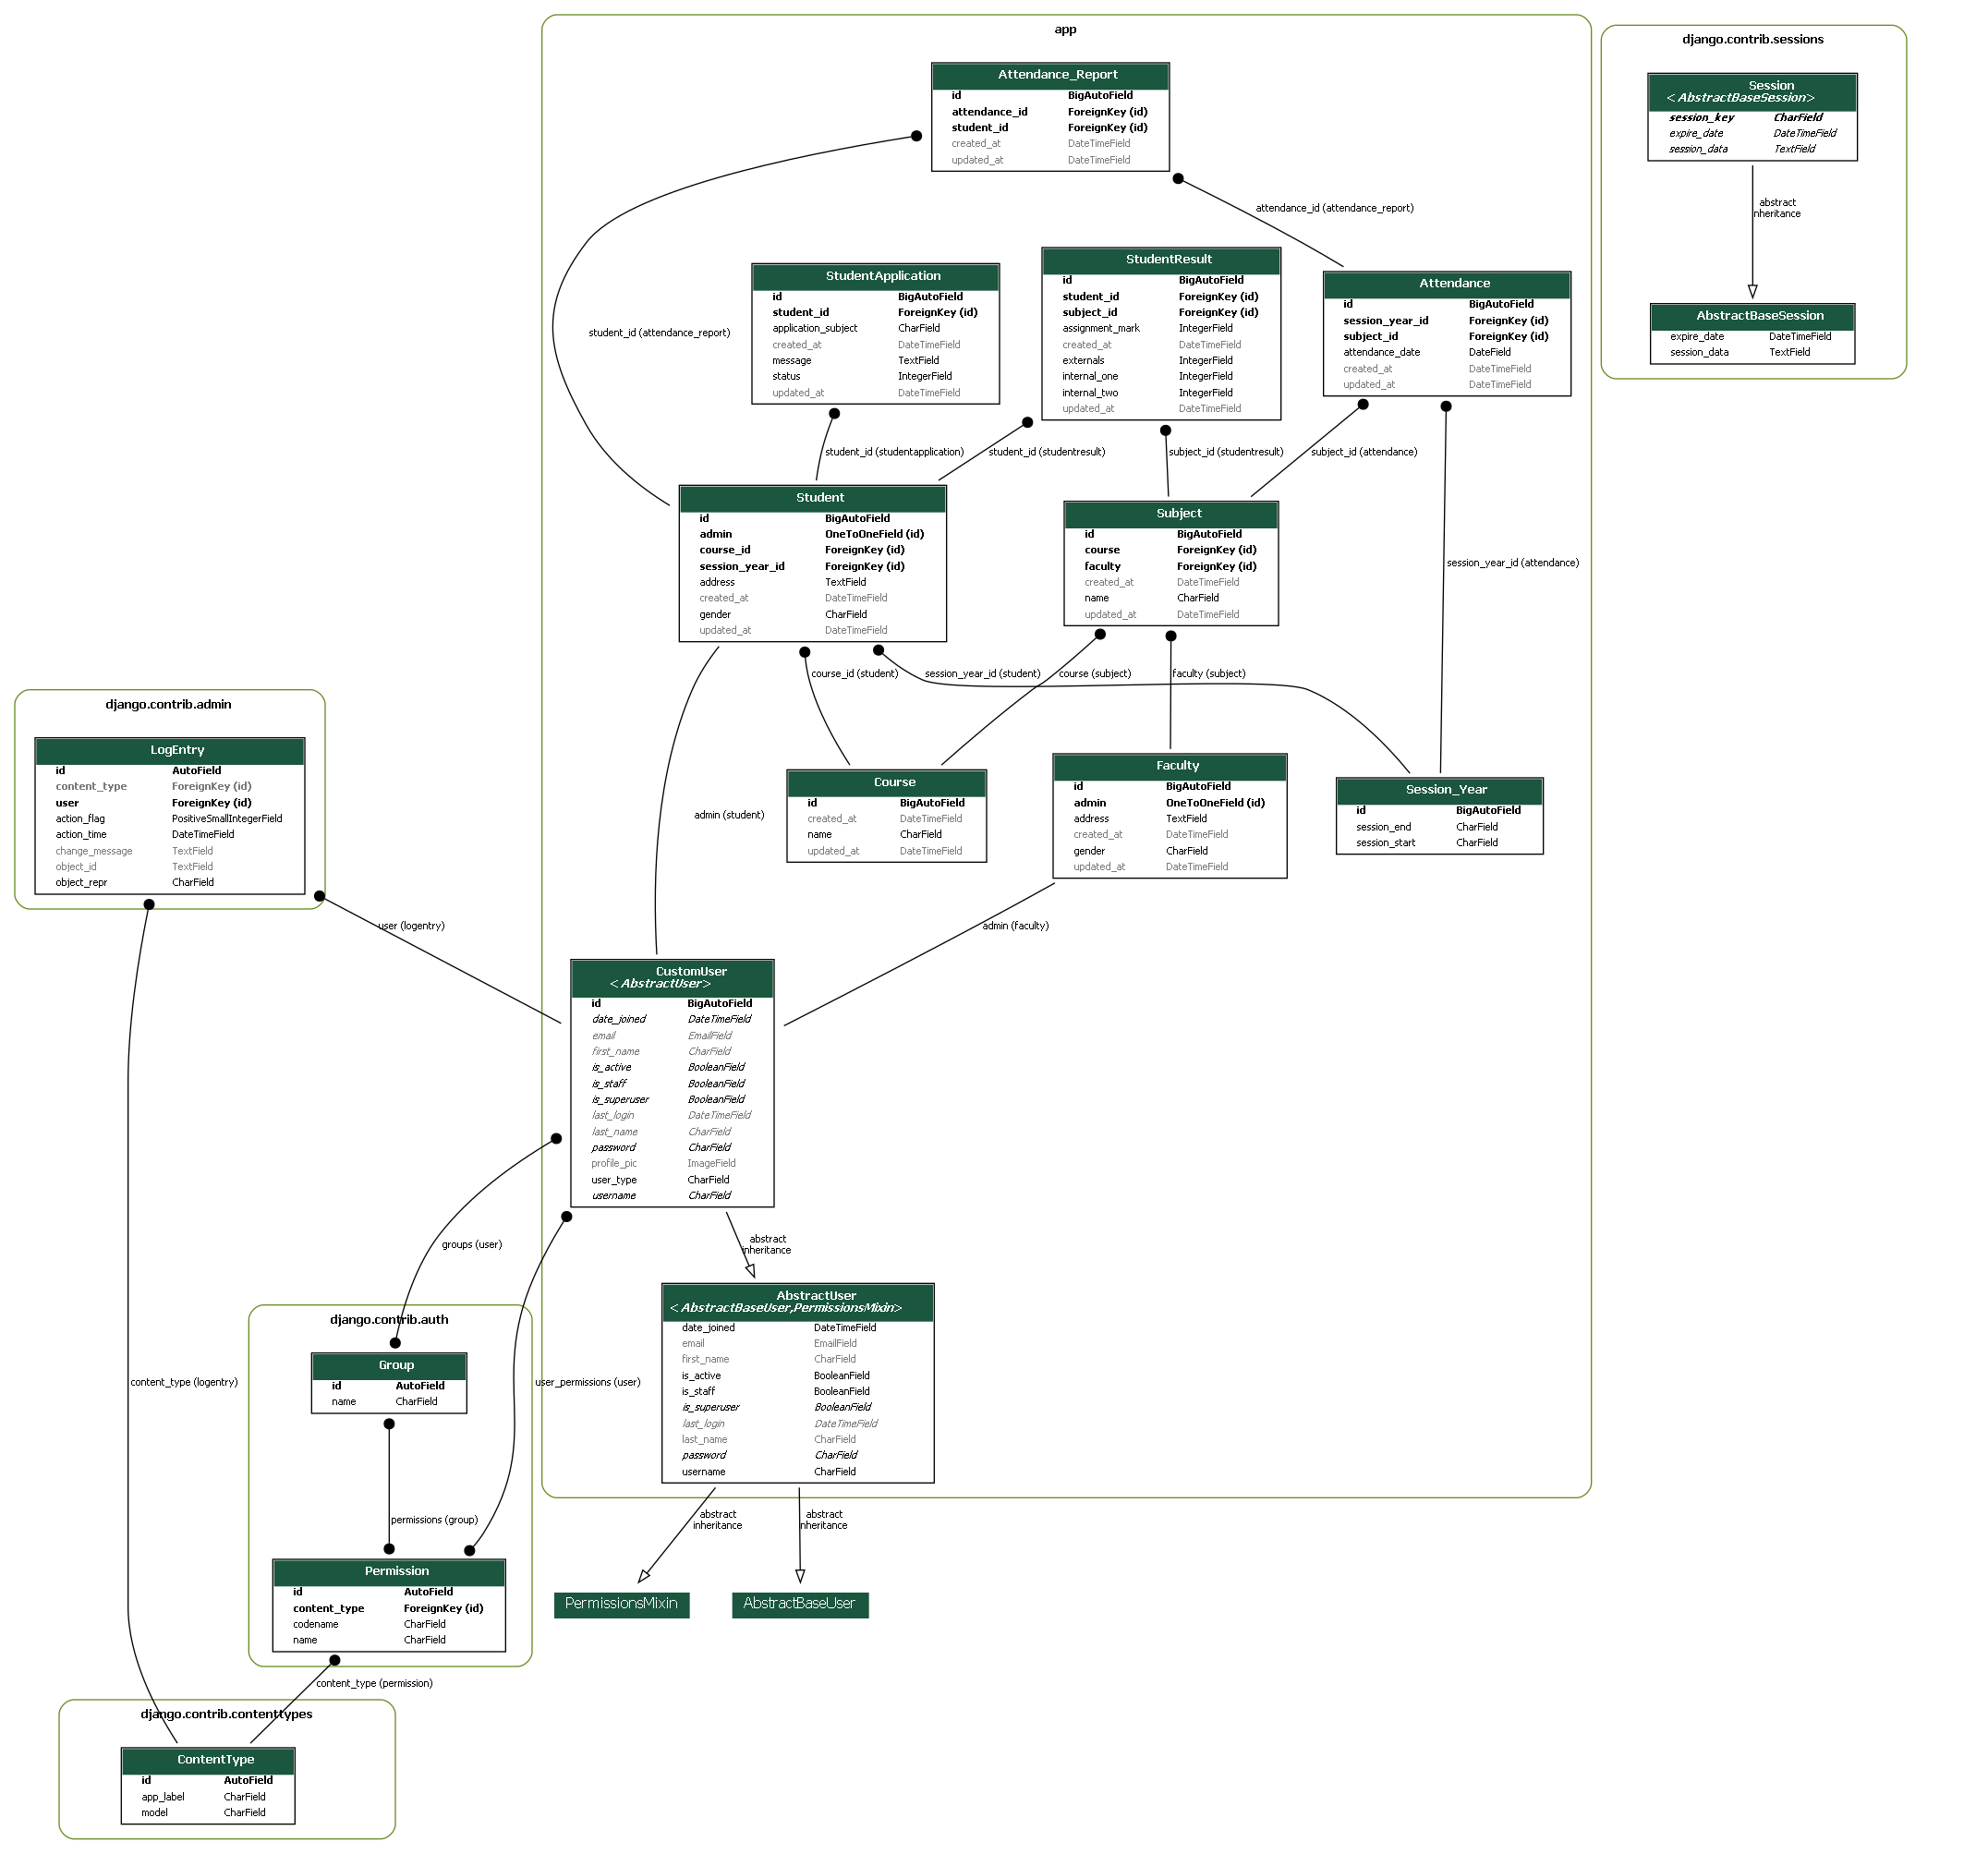 app
django.contrib.sessions
Attendance_Report
id BigAutoField
attendance_id ForeignKey (id)
student_id ForeignKey (id)
created_at DateTimeField
updated_at DateTimeField
Session
<AbstractBaseSession>
session_key CharField
expire_date DateTimeField
session_data TextField
abstract
inheritance
AbstractBaseSession
expire_date DateTimeField
session_data TextField
attendance_id (attendance_report)
student_id (attendance_report)
StudentApplication
id BigAutoField
student_id ForeignKey (id)
application_subject CharField
created_at DateTimeField
message TextField
status IntegerField
updated_at DateTimeField
StudentResult
id BigAutoField
student_id ForeignKey (id)
subject_id ForeignKey (id)
assignment_mark IntegerField
created_at DateTimeField
externals IntegerField
internal_one IntegerField
internal_two IntegerField
updated_at DateTimeField
Attendance
id BigAutoField
session_year_id ForeignKey (id)
subject_id ForeignKey (id)
attendance_date DateField
created_at DateTimeField
updated_at DateTimeField
student_id (studentapplication)
student_id (studentresult)
subject_id (studentresult)
subject_id (attendance)
Student
id BigAutoField
admin OneToOneField (id)
course_id ForeignKey (id)
session_year_id ForeignKey (id)
address TextField
created_at DateTimeField
gender CharField
updated_at DateTimeField
Subject
id BigAutoField
course ForeignKey (id)
faculty ForeignKey (id)
created_at DateTimeField
name CharField
updated_at DateTimeField
session_year_id (attendance)
course_id (student)
session_year_id (student)
course (subject)
faculty (subject)
django.contrib.admin
LogEntry
id AutoField
content_type ForeignKey (id)
user ForeignKey (id)
action_flag PositiveSmallIntegerField
action_time DateTimeField
change_message TextField
object_id TextField
object_repr CharField
admin (student)
Course
id BigAutoField
created_at DateTimeField
name CharField
updated_at DateTimeField
Faculty
id BigAutoField
admin OneToOneField (id)
address TextField
created_at DateTimeField
gender CharField
updated_at DateTimeField
Session_Year
id BigAutoField
session_end CharField
session_start CharField
user (logentry)
admin (faculty)
CustomUser
<AbstractUser>
id BigAutoField
date_joined DateTimeField
email EmailField
first_name CharField
is_active BooleanField
is_staff BooleanField
is_superuser BooleanField
last_login DateTimeField
last_name CharField
password CharField
profile_pic ImageField
user_type CharField
username CharField
groups (user)
abstract
inheritance
AbstractUser
<AbstractBaseUser,PermissionsMixin>
date_joined DateTimeField
email EmailField
first_name CharField
is_active BooleanField
is_staff BooleanField
is_superuser BooleanField
last_login DateTimeField
last_name CharField
password CharField
username CharField
django.contrib.auth
Group
id AutoField
name CharField
content_type (logentry)
user_permissions (user)
permissions (group)
abstract
inheritance
abstract
inheritance
Permission
id AutoField
content_type ForeignKey (id)
codename CharField
name CharField
PermissionsMixin
AbstractBaseUser
content_type (permission)
django.contrib.contenttypes
ContentType
id AutoField
app_label CharField
model CharField